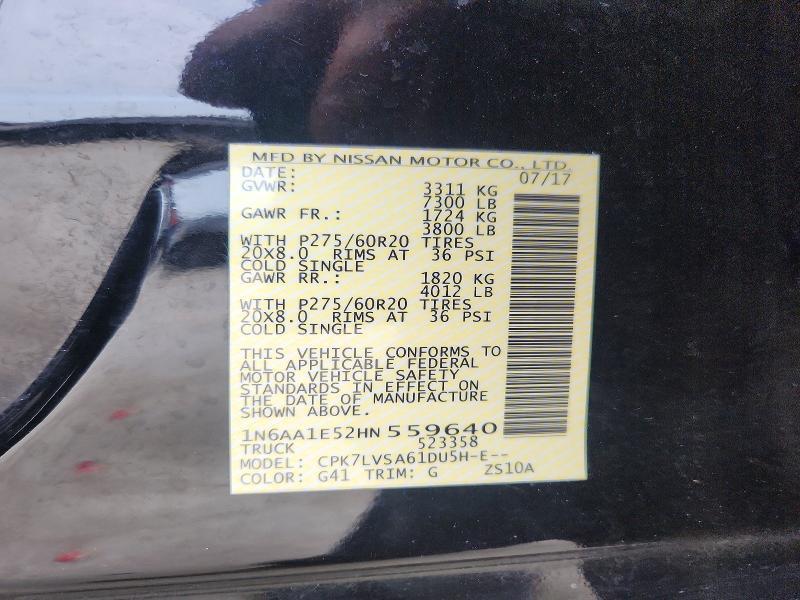 MFD BY NISSAN MOTOR CO., LTD.
DATE: 07/17
GVWR: 3311 KG
7300 LB
GAWR FR.: 1724 KG
3800 LB
WITH P275/60R20 TIRES
20X8.0 RIMS AT 36 PSI
COLD SINGLE
GAWR RR.: 1820 KG
4012 LB
WITH P275/60R20 TIRES
20X8.0 RIMS AT 36 PSI
COLD SINGLE
THIS VEHICLE CONFORMS TO
ALL APPLICABLE FEDERAL
MOTOR VEHICLE SAFETY
STANDARDS IN EFFECT ON
THE DATE OF MANUFACTURE
SHOWN ABOVE.
1N6AA1E52HN 559640
TRUCK 523358
MODEL: CPK7LVSA61DU5H-E--
COLOR: G41 TRIM: G ZS10A